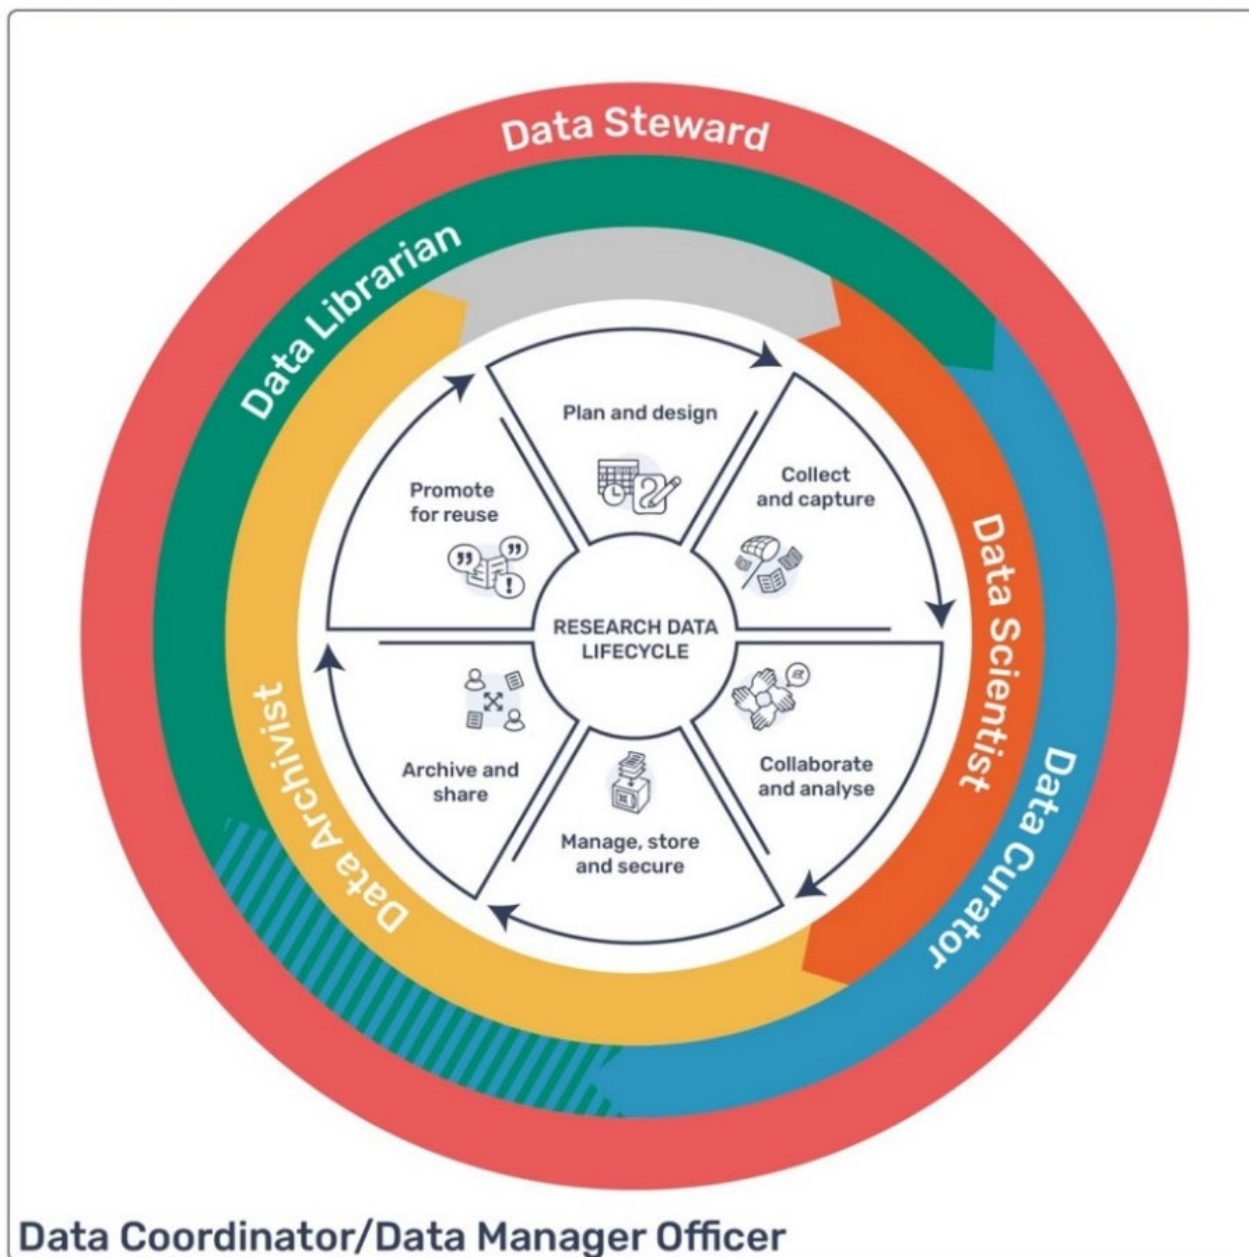 Data Steward
Data Librarian
Data Scientist
Data Curator
Data Archivist
Plan and design
Collect
and capture
Collaborate
and analyse
Manage, store
and secure
Archive and
share
Promote
for reuse
RESEARCH DATA
LIFECYCLE
Data Coordinator/Data Manager Officer